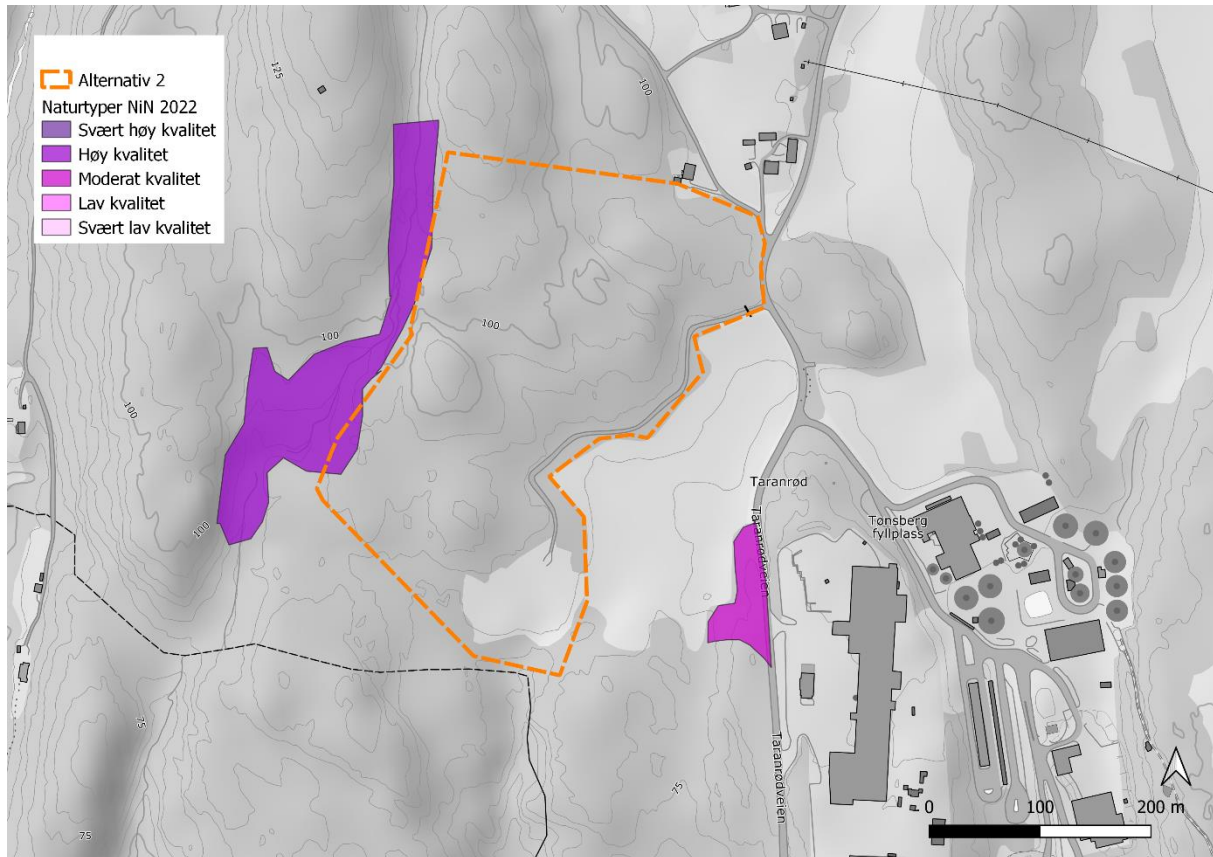 Alternativ 2
Naturtyper NiN 2022
Svært høy kvalitet
Høy kvalitet
Moderat kvalitet
Lav kvalitet
Svært lav kvalitet
125
100
100
100
100
100
Taranrød
Taranrødveien
Tønsberg
fyllplass
Taranrødveien
75
75
75
0 100 200 m